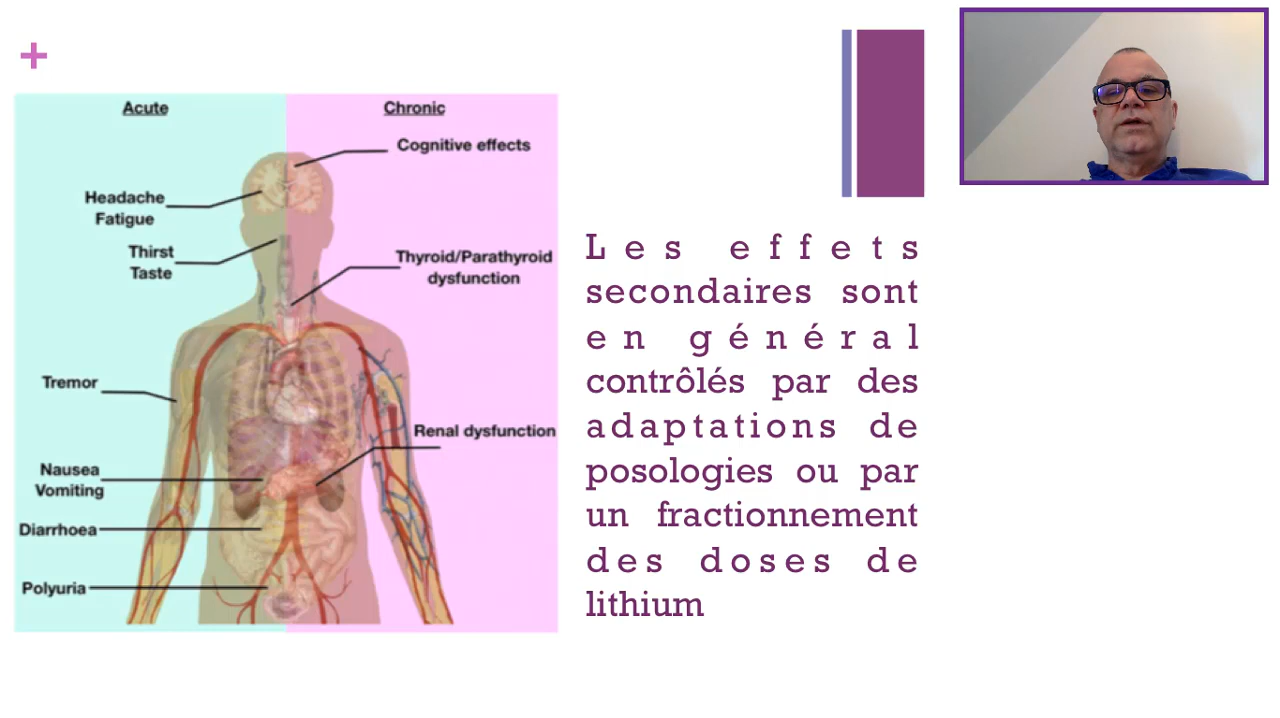 +
Acute
Chronic
Cognitive effects
Headache
Fatigue
Thirst
Taste
Thyroid/Parathyroid
dysfunction
Tremor
Renal dysfunction
Nausea
Vomiting
Diarrhoea
Polyuria
Les effets
secondaires sont
en général
contrôlés par des
adaptations de
posologies ou par
un fractionnement
des doses de
lithium